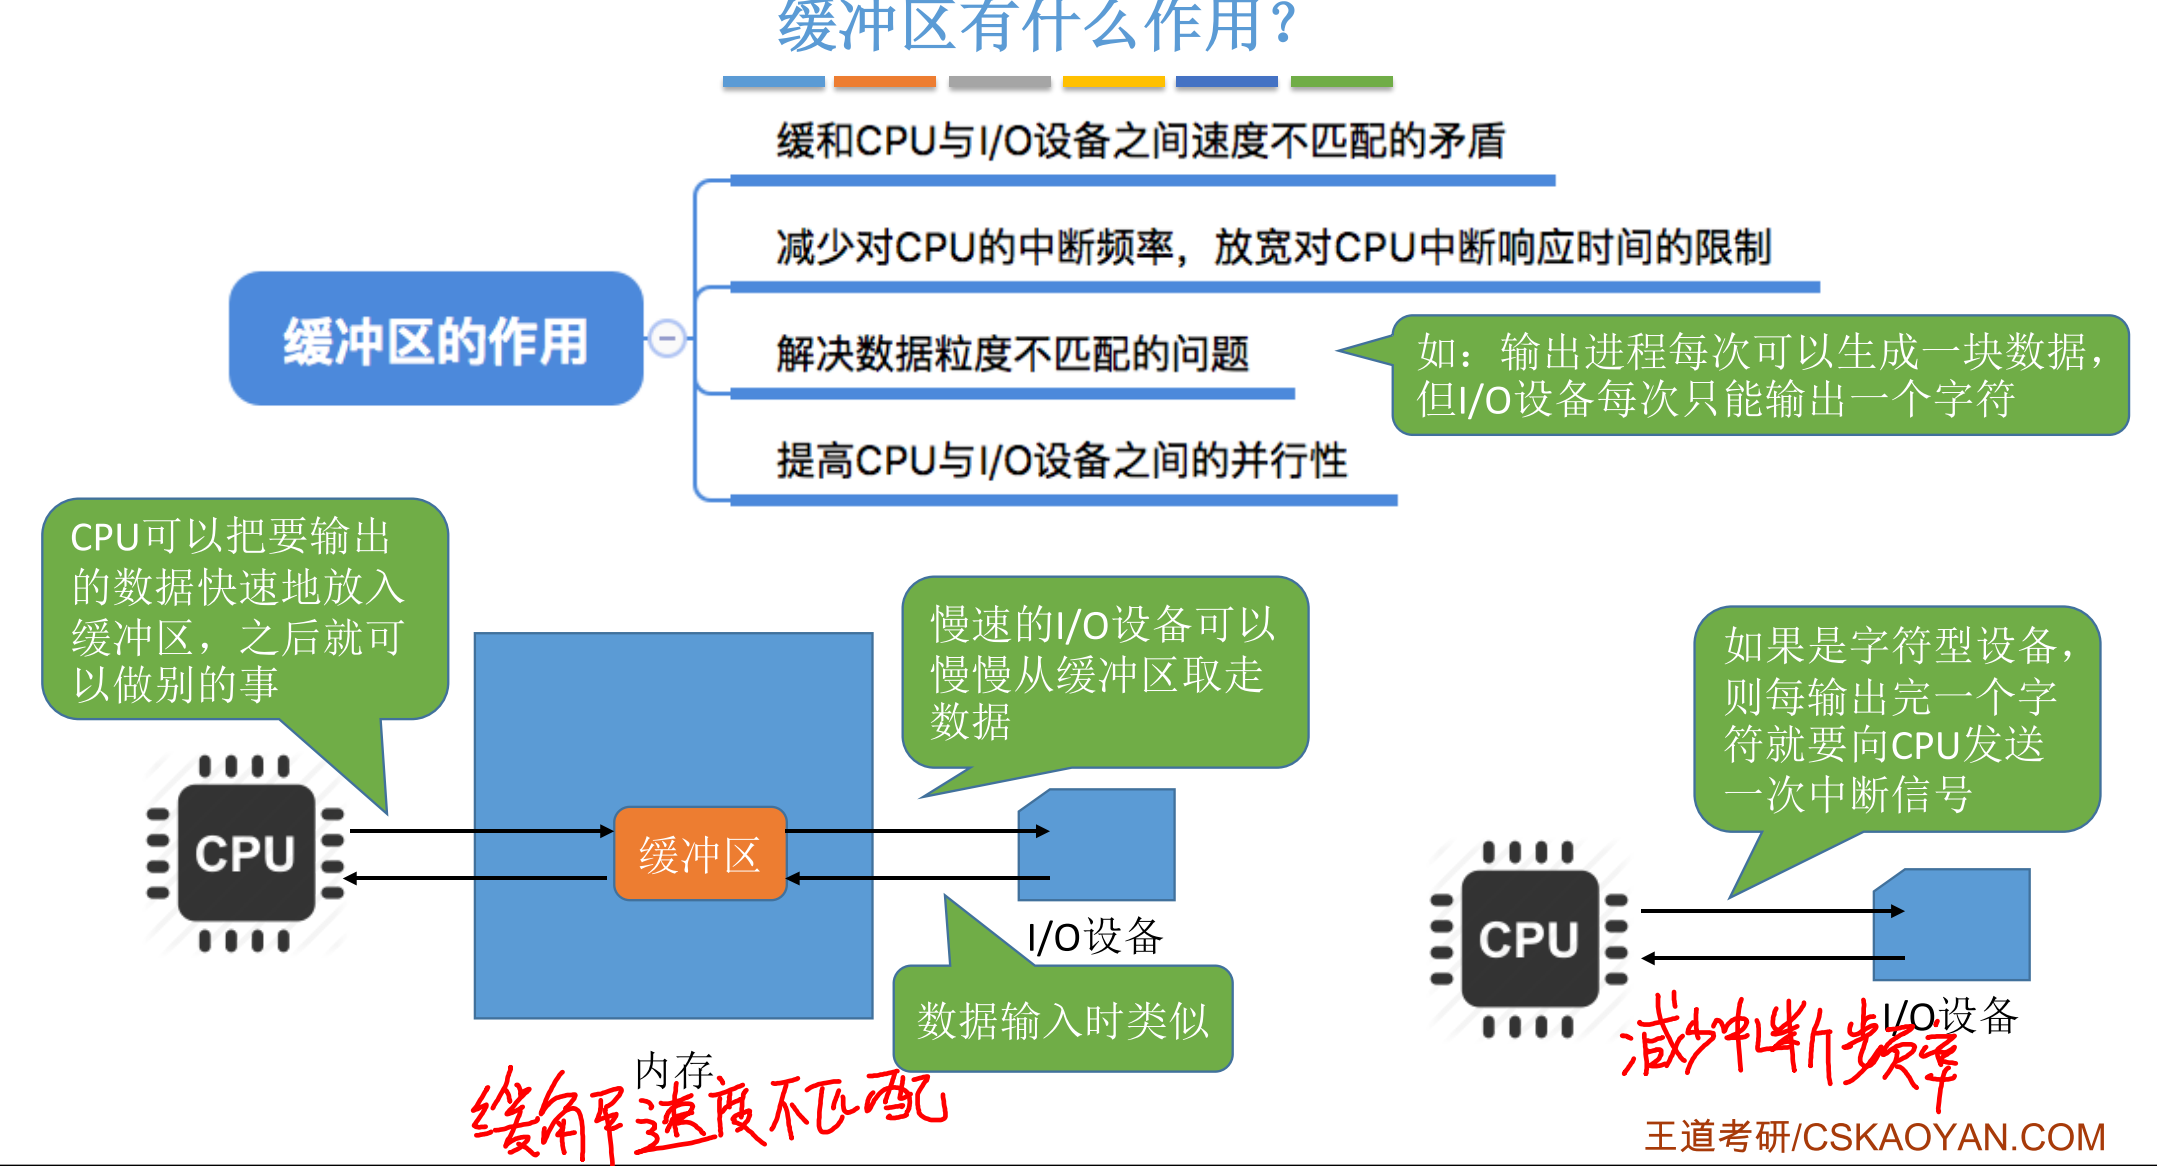 缓冲区有什么作用？
缓和CPU与I/O设备之间速度不匹配的矛盾
减少对CPU的中断频率，放宽对CPU中断响应时间的限制
缓冲区的作用
解决数据粒度不匹配的问题
如：输出进程每次可以生成一块数据，
但I/O设备每次只能输出一个字符
提高CPU与I/O设备之间的并行性
CPU可以把要输出
的数据快速地放入
缓冲区，之后就可
以做别的事
慢速的I/O设备可以
慢慢从缓冲区取走
数据
如果是字符型设备，
则每输出完一个字
符就要向CPU发送
一次中断信号
CPU
缓冲区
I/O设备
数据输入时类似
内存
缓解速度不匹配
CPU
I/O设备
减少中断频率
王道考研/CSKAOYAN.COM